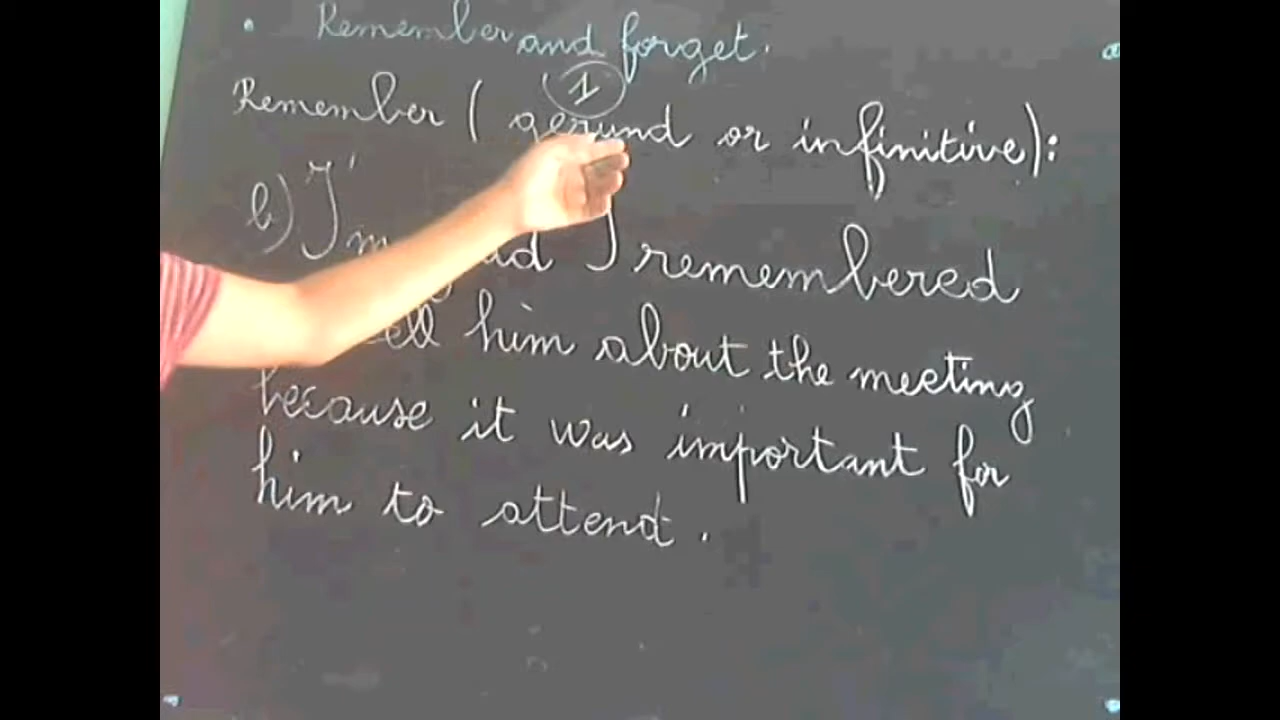 • Remember and forget.
1
Remember ( gerund or infinitive):
b) I'm I remembered
him about the meeting
because it was important for
him to attend.